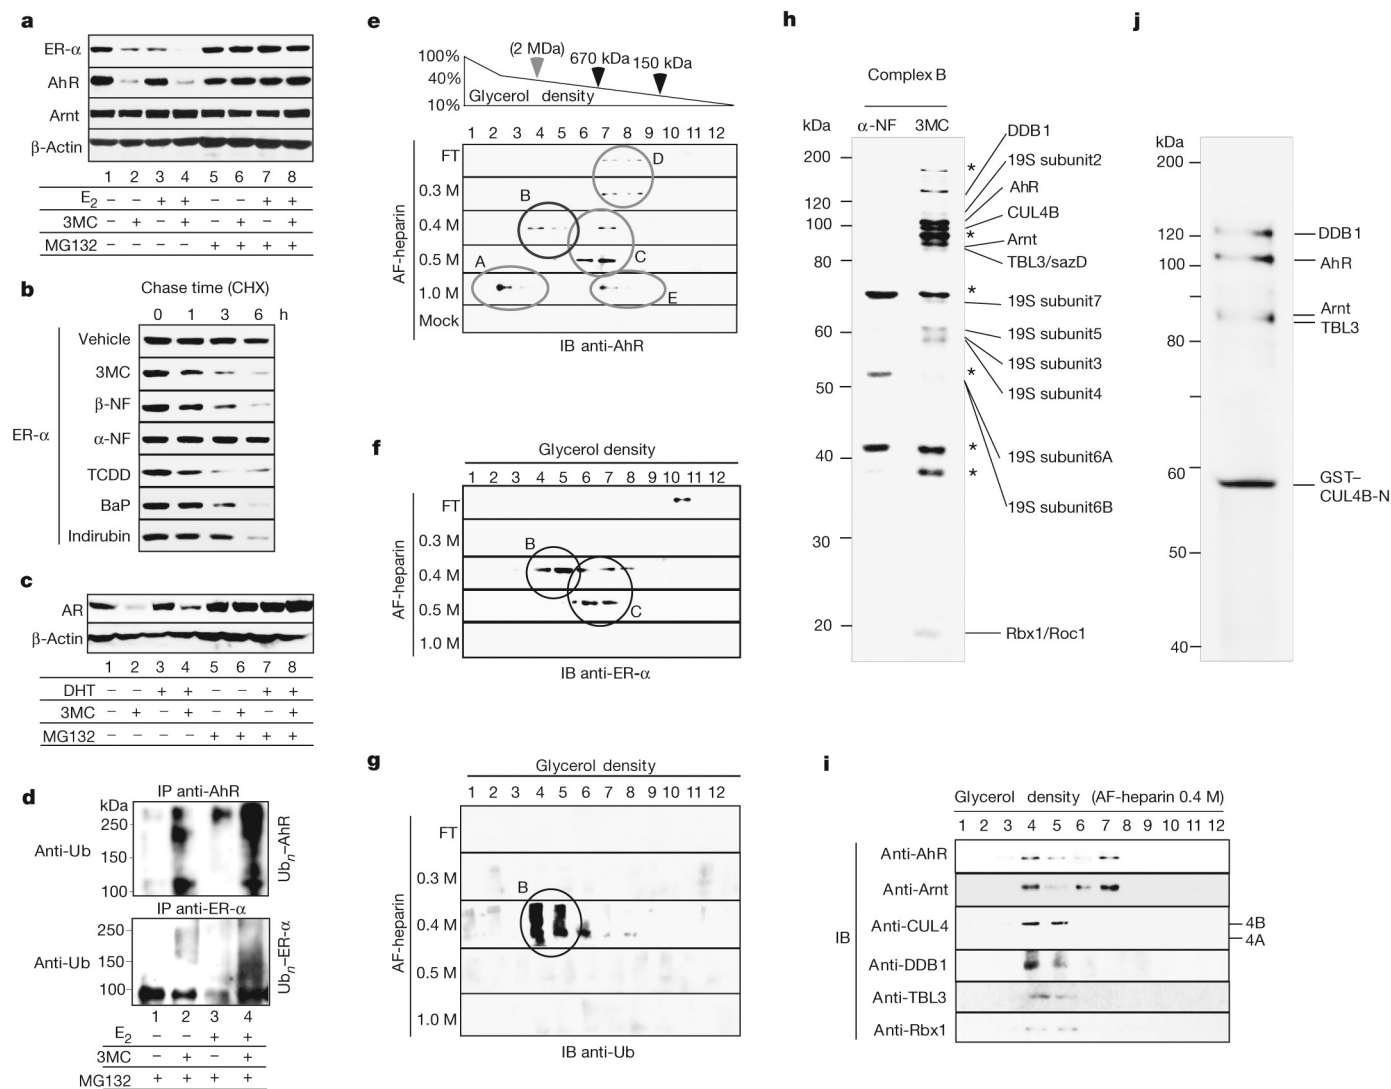 a
ER-α
AhR
Arnt
β-Actin
1 2 3 4 5 6 7 8
E2 – – + + – – + +
3MC – + – + – + – +
MG132 – – – – + + + +
b
Chase time (CHX)
0 1 3 6 h
ER-α
Vehicle
3MC
β-NF
α-NF
TCDD
BaP
Indirubin
c
AR
β-Actin
1 2 3 4 5 6 7 8
DHT – – + + – – + +
3MC – + – + – + – +
MG132 – – – – + + + +
d
IP anti-AhR
kDa
250
150
100
Anti-Ub
Ubn–AhR
IP anti-ER-α
250
150
100
Anti-Ub
Ubn–ER-α
1 2 3 4
E2 – – + +
3MC – + – +
MG132 + + + +
e
(2 MDa) 670 kDa 150 kDa
100%
40%
10%
Glycerol density
1 2 3 4 5 6 7 8 9 10 11 12
AF-heparin
FT
0.3 M
0.4 M
0.5 M
1.0 M
Mock
D
B
A
C
E
IB anti-AhR
f
Glycerol density
1 2 3 4 5 6 7 8 9 10 11 12
AF-heparin
FT
0.3 M
0.4 M
0.5 M
1.0 M
B
C
IB anti-ER-α
g
Glycerol density
1 2 3 4 5 6 7 8 9 10 11 12
AF-heparin
FT
0.3 M
0.4 M
0.5 M
1.0 M
B
IB anti-Ub
h
Complex B
kDa α-NF 3MC
200
120
100
80
60
50
40
30
20
*
*
*
*
*
*
DDB1
19S subunit2
AhR
CUL4B
Arnt
TBL3/sazD
19S subunit7
19S subunit5
19S subunit3
19S subunit4
19S subunit6A
19S subunit6B
Rbx1/Roc1
i
Glycerol density (AF-heparin 0.4 M)
1 2 3 4 5 6 7 8 9 10 11 12
IB
Anti-AhR
Anti-Arnt
Anti-CUL4
Anti-DDB1
Anti-TBL3
Anti-Rbx1
4B
4A
j
kDa
200
120
100
80
60
50
40
DDB1
AhR
Arnt
TBL3
GST–
CUL4B-N